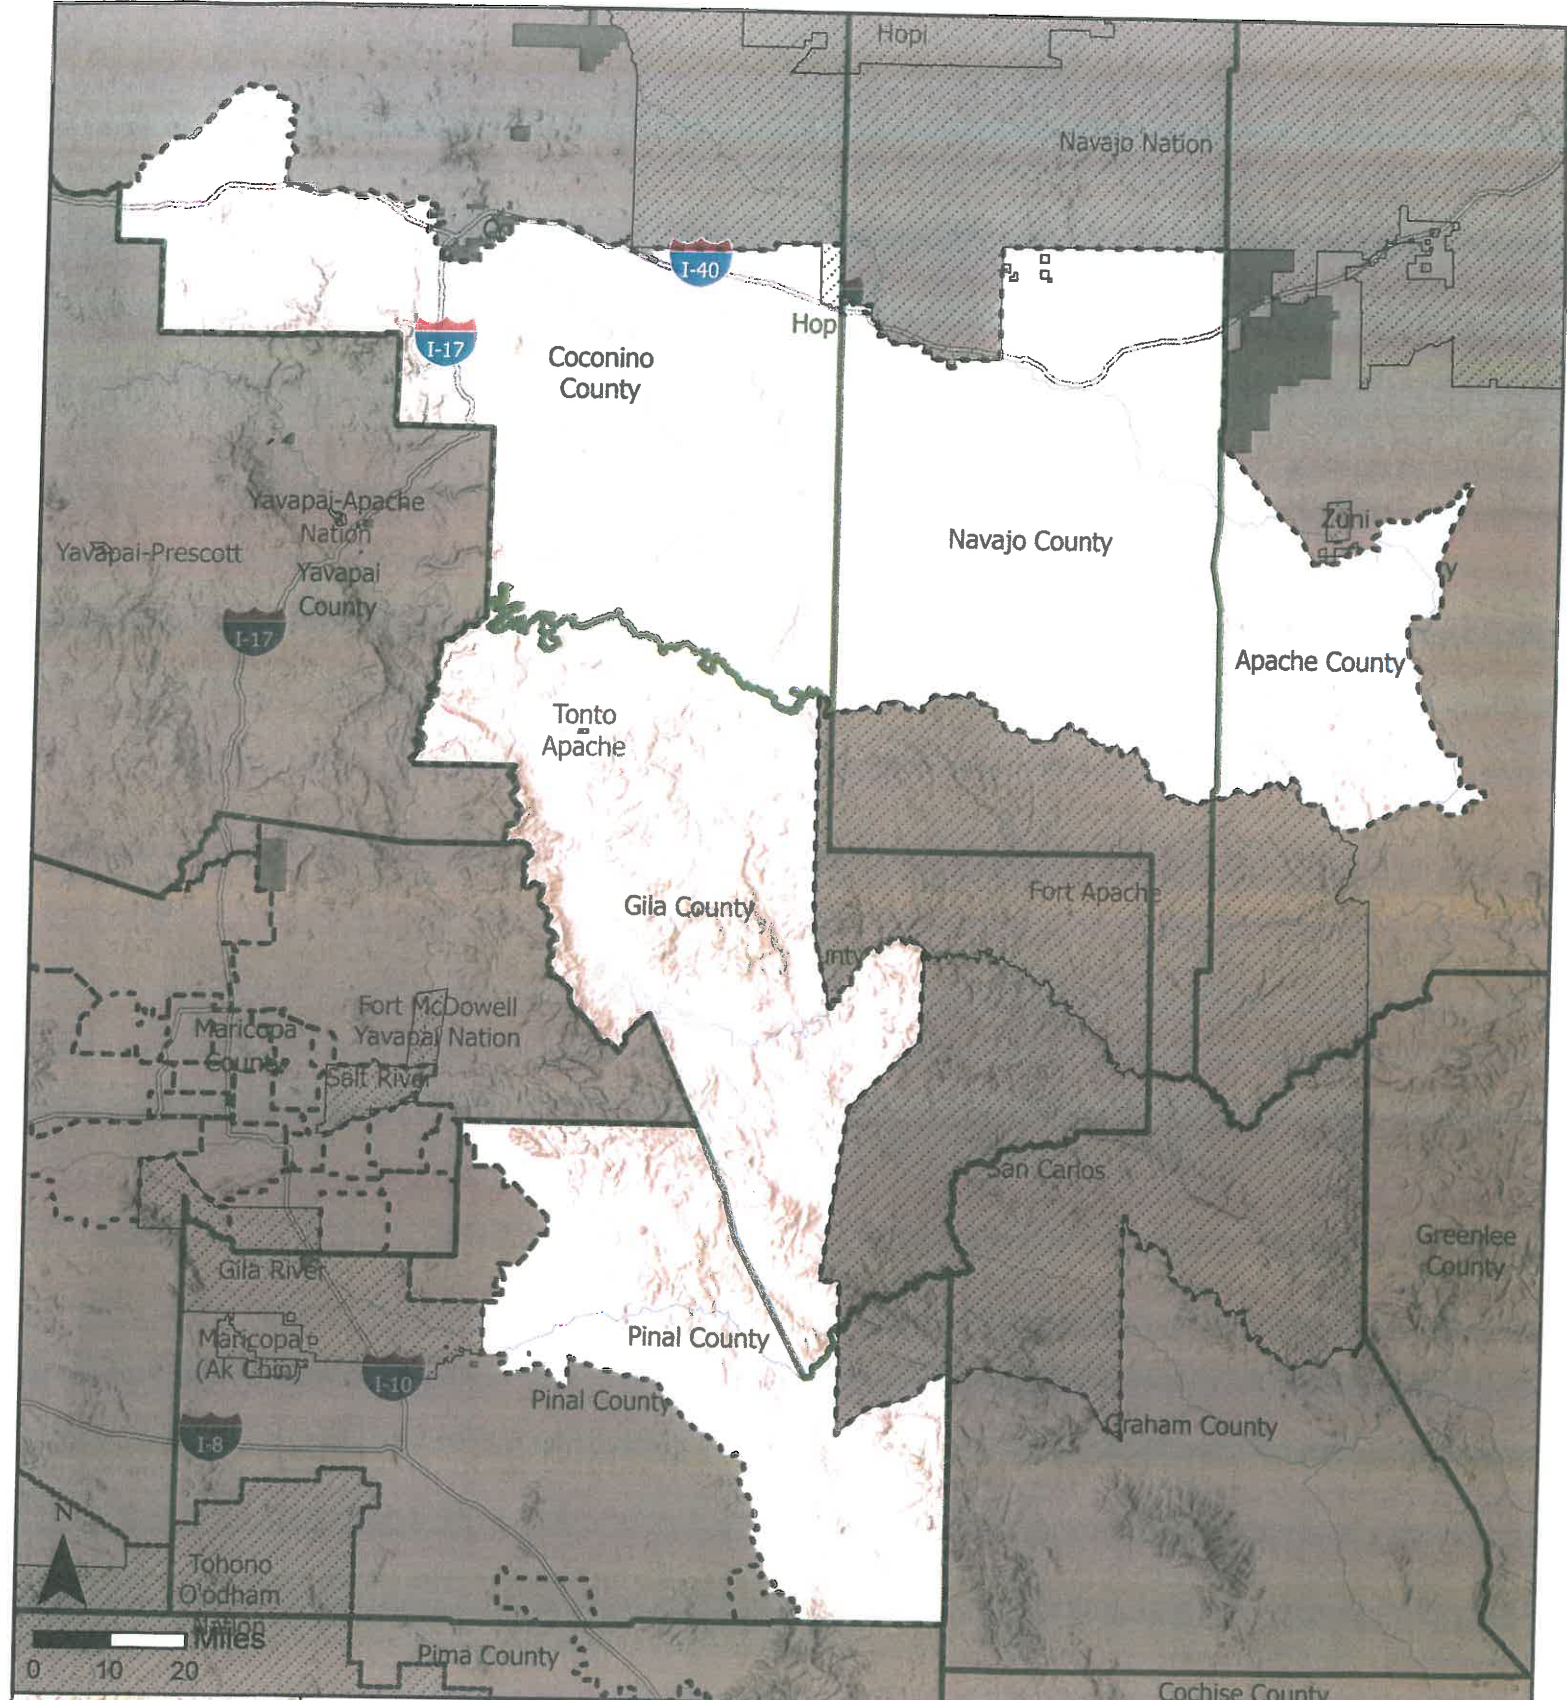 Hopi
Navajo Nation
I-40
Hop
I-17
Coconino
County
Yavapai-Apache
Nation
Yavapai-Prescott
Yavapai
County
I-17
Zuni
y
Navajo County
Apache County
Tonto
Apache
Gila County
Fort Apache
unty
Fort McDowell
Yavapai Nation
Maricopa
County
Salt River
San Carlos
Greenlee
County
Gila River
Maricopa
(Ak Chin)
Pinal County
I-10
Pinal County
Graham County
I-8
N
Tohono
O'odham
Nation
Miles
0 10 20
Pima County
Cochise County